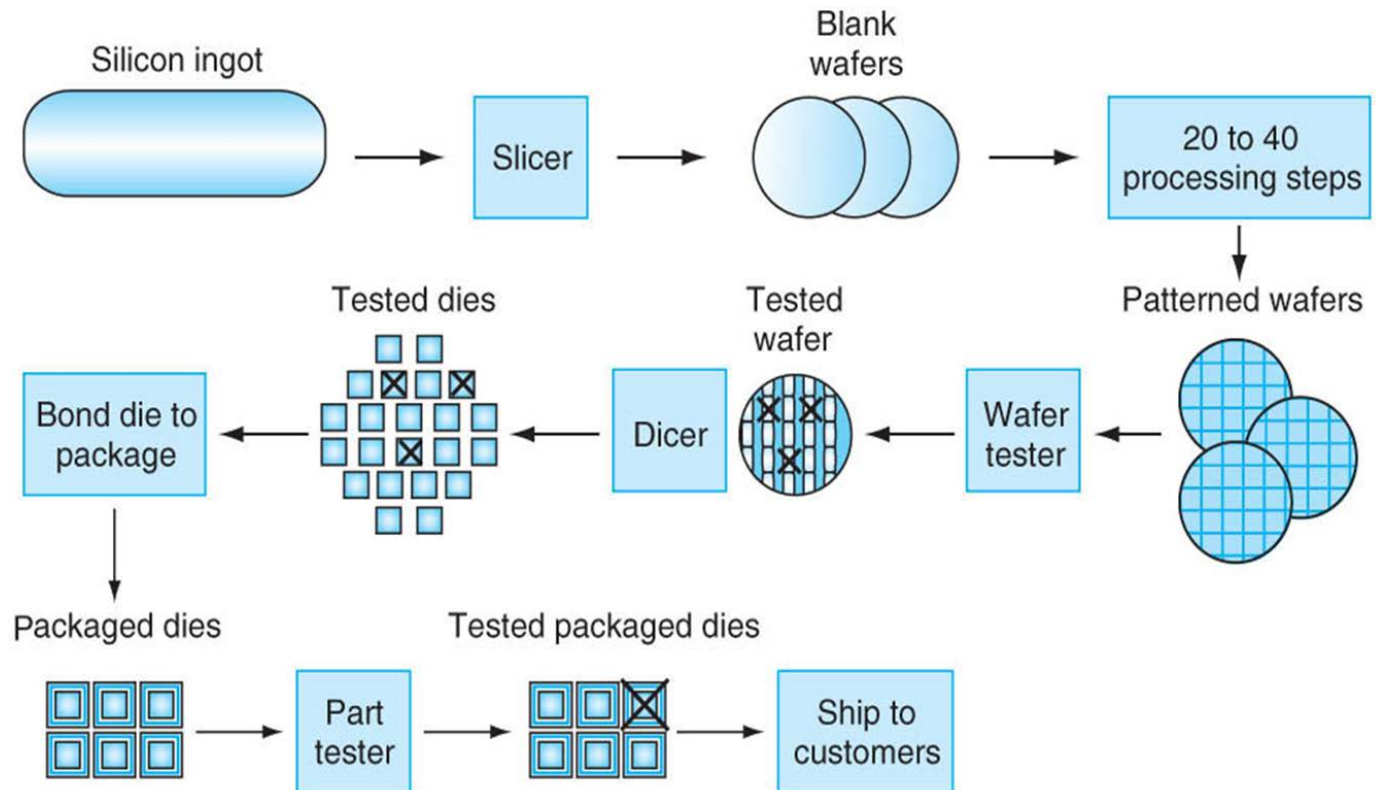 Silicon ingot
Slicer
Blank
wafers
20 to 40
processing steps
Patterned wafers
Wafer
tester
Tested
wafer
Dicer
Tested dies
Bond die to
package
Packaged dies
Part
tester
Tested packaged dies
Ship to
customers